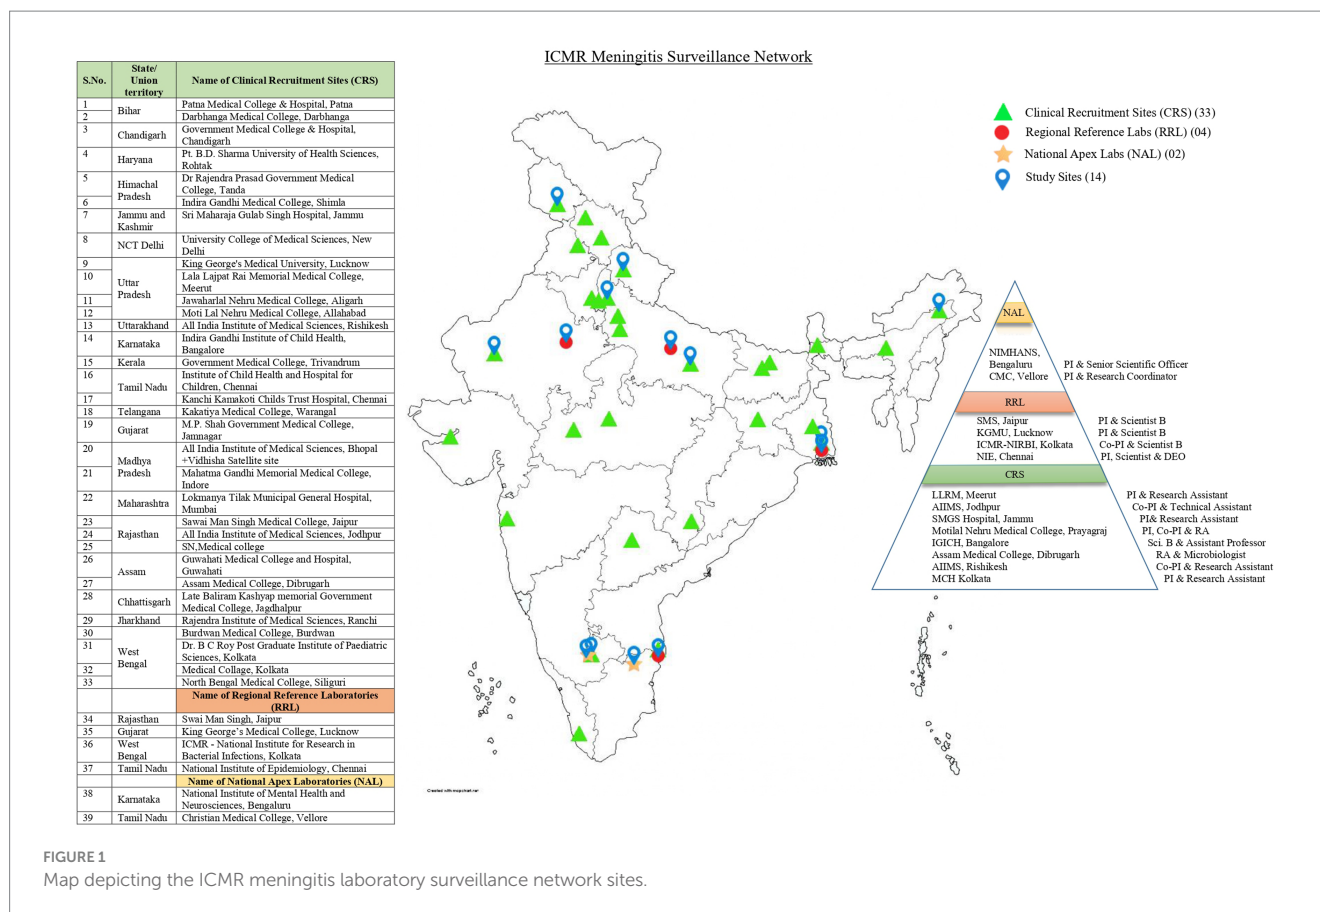 ICMR Meningitis Surveillance Network
S.No.
State/
Union
territory
Name of Clinical Recruitment Sites (CRS)
1
Bihar
Patna Medical College & Hospital, Patna
2
Darbhanga Medical College, Darbhanga
3
Chandigarh
Government Medical College & Hospital,
Chandigarh
4
Haryana
Pt. B.D. Sharma University of Health Sciences,
Rohtak
5
Himachal
Pradesh
Dr Rajendra Prasad Government Medical
College, Tanda
6
Indira Gandhi Medical College, Shimla
7
Jammu and
Kashmir
Sri Maharaja Gulab Singh Hospital, Jammu
8
NCT Delhi
University College of Medical Sciences, New
Delhi
9
Uttar
Pradesh
King George's Medical University, Lucknow
10
Lala Lajpat Rai Memorial Medical College,
Meerut
11
Jawaharlal Nehru Medical College, Aligarh
12
Moti Lal Nehru Medical College, Allahabad
13
Uttarakhand
All India Institute of Medical Sciences, Rishikesh
14
Karnataka
Indira Gandhi Institute of Child Health,
Bangalore
15
Kerala
Government Medical College, Trivandrum
16
Tamil Nadu
Institute of Child Health and Hospital for
Children, Chennai
17
Kanchi Kamakoti Childs Trust Hospital, Chennai
18
Telangana
Kakatiya Medical College, Warangal
19
Gujarat
M.P. Shah Government Medical College,
Jamnagar
20
Madhya
Pradesh
All India Institute of Medical Sciences, Bhopal
+Vidhisha Satellite site
21
Mahatma Gandhi Memorial Medical College,
Indore
22
Maharashtra
Lokmanya Tilak Municipal General Hospital,
Mumbai
23
Rajasthan
Sawai Man Singh Medical College, Jaipur
24
All India Institute of Medical Sciences, Jodhpur
25
SN,Medical college
26
Assam
Guwahati Medical College and Hospital,
Guwahati
27
Assam Medical College, Dibrugarh
28
Chhattisgarh
Late Baliram Kashyap memorial Government
Medical College, Jagdhalpur
29
Jharkhand
Rajendra Institute of Medical Sciences, Ranchi
30
West
Bengal
Burdwan Medical College, Burdwan
31
Dr. B C Roy Post Graduate Institute of Paediatric
Sciences, Kolkata
32
Medical Collage, Kolkata
33
North Bengal Medical College, Siliguri
Name of Regional Reference Laboratories
(RRL)
34
Rajasthan
Swai Man Singh, Jaipur
35
Gujarat
King George's Medical College, Lucknow
36
West
Bengal
ICMR - National Institute for Research in
Bacterial Infections, Kolkata
37
Tamil Nadu
National Institute of Epidemiology, Chennai
Name of National Apex Laboratories (NAL)
38
Karnataka
National Institute of Mental Health and
Neurosciences, Bengaluru
39
Tamil Nadu
Christian Medical College, Vellore
Clinical Recruitment Sites (CRS) (33)
Regional Reference Labs (RRL) (04)
National Apex Labs (NAL) (02)
Study Sites (14)
NAL
NIMHANS,
Bengaluru PI & Senior Scientific Officer
CMC, Vellore PI & Research Coordinator
RRL
SMS, Jaipur PI & Scientist B
KGMU, Lucknow PI & Scientist B
ICMR-NIRBI, Kolkata Co-PI & Scientist B
NIE, Chennai PI, Scientist & DEO
CRS
LLRM, Meerut PI & Research Assistant
AIIMS, Jodhpur Co-PI & Technical Assistant
SMGS Hospital, Jammu PI& Research Assistant
Motilal Nehru Medical College, Prayagraj PI, Co-PI & RA
IGICH, Bangalore Sci. B & Assistant Professor
Assam Medical College, Dibrugarh RA & Microbiologist
AIIMS, Rishikesh Co-PI & Research Assistant
MCH Kolkata PI & Research Assistant
Created with mapchart.net
FIGURE 1
Map depicting the ICMR meningitis laboratory surveillance network sites.